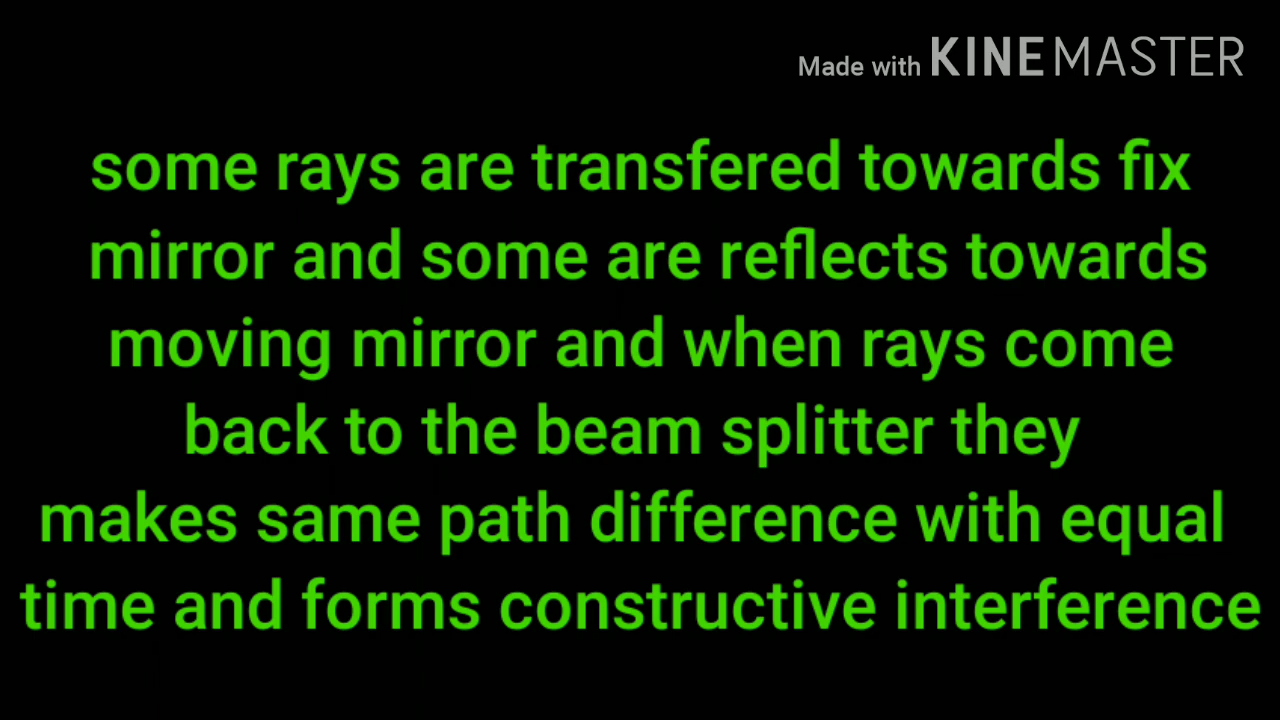 Made with KINEMASTER
some rays are transfered towards fix
mirror and some are reflects towards
moving mirror and when rays come
back to the beam splitter they
makes same path difference with equal
time and forms constructive interference